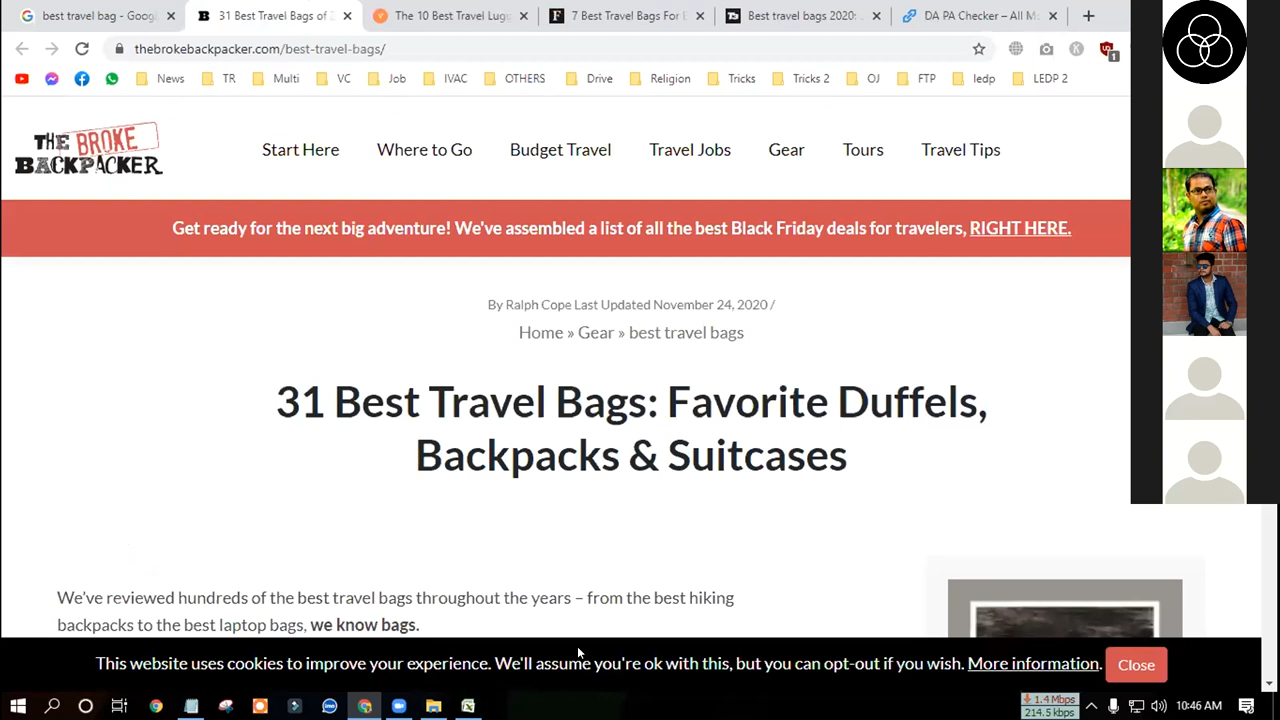 best travel bag - Goog
31 Best Travel Bags of 2
The 10 Best Travel Lugg
7 Best Travel Bags For E
Best travel bags 2020:
DA PA Checker – All M
thebrokebackpacker.com/best-travel-bags/
1
News
TR
Multi
VC
Job
IVAC
OTHERS
Drive
Religion
Tricks
Tricks 2
OJ
FTP
ledp
LEDP 2
THE BROKE
BACKPACKER
Start Here
Where to Go
Budget Travel
Travel Jobs
Gear
Tours
Travel Tips
Get ready for the next big adventure! We've assembled a list of all the best Black Friday deals for travelers, RIGHT HERE.
By Ralph Cope Last Updated November 24, 2020 /
Home » Gear » best travel bags
31 Best Travel Bags: Favorite Duffels,
Backpacks & Suitcases
We've reviewed hundreds of the best travel bags throughout the years – from the best hiking
backpacks to the best laptop bags, we know bags.
This website uses cookies to improve your experience. We'll assume you're ok with this, but you can opt-out if you wish. More information.
Close
1.4 Mbps
214.5 kbps
10:46 AM